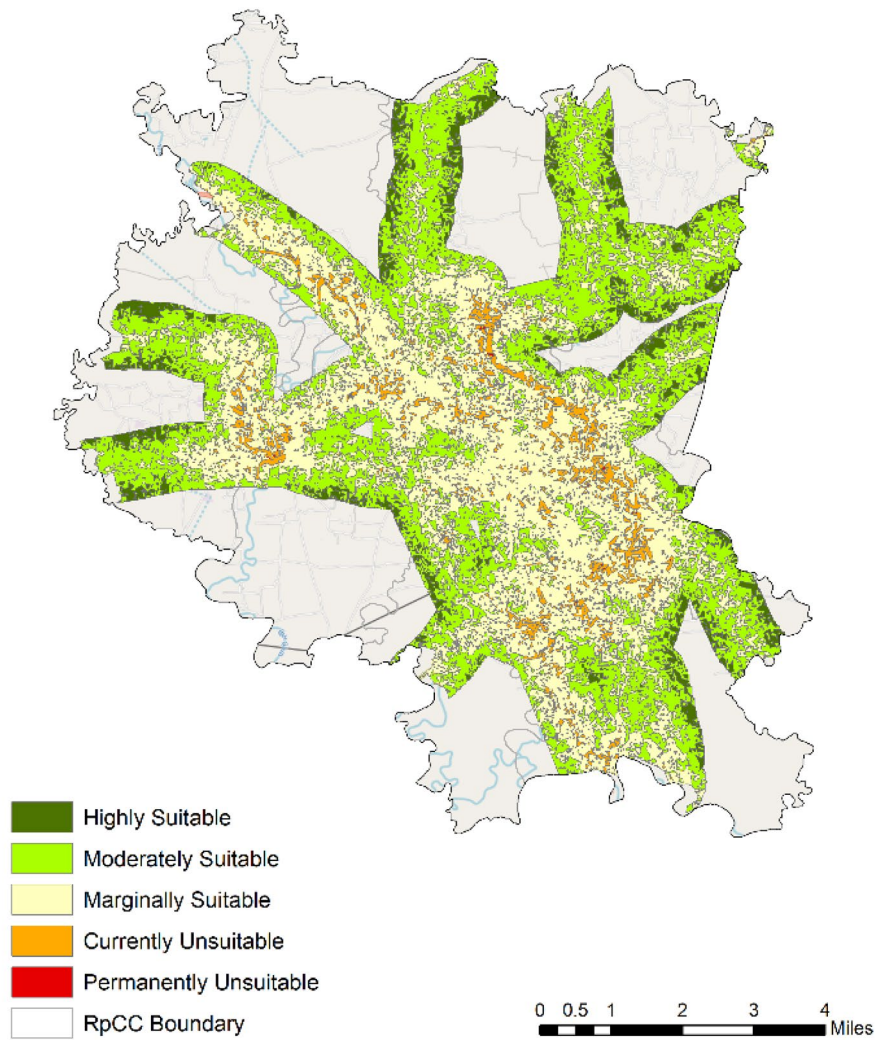 Highly Suitable
Moderately Suitable
Marginally Suitable
Currently Unsuitable
Permanently Unsuitable
RpCC Boundary
0 0.5 1 2 3 4
Miles